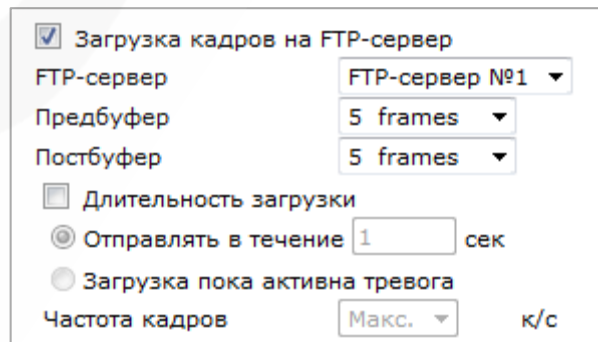 Загрузка кадров на FTP-сервер
FTP-сервер FTP-сервер №1
Предбуфер 5 frames
Постбуфер 5 frames
Длительность загрузки
Отправлять в течение 1 сек
Загрузка пока активна тревога
Частота кадров Макс. к/с